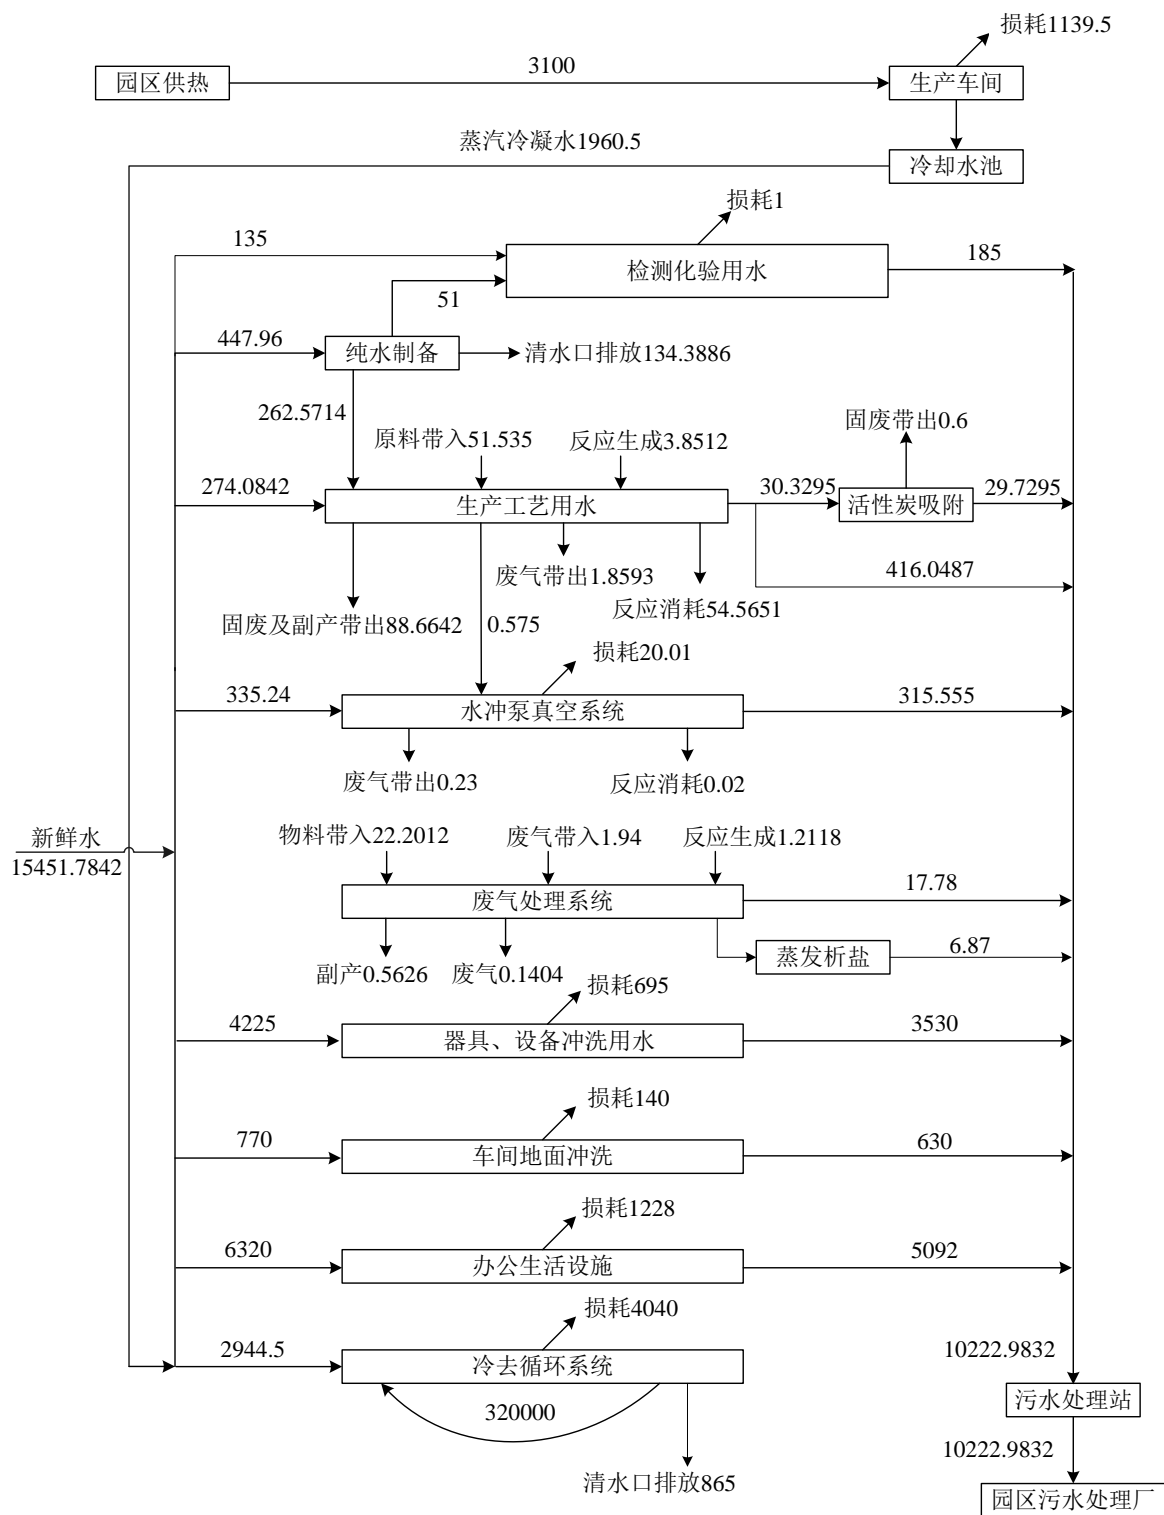 损耗1139.5
3100
园区供热
生产车间
蒸汽冷凝水1960.5
冷却水池
损耗1
135
检测化验用水
185
51
447.96
纯水制备
清水口排放134.3886
262.5714
原料带入51.535
反应生成3.8512
固废带出0.6
274.0842
生产工艺用水
30.3295
活性炭吸附
29.7295
废气带出1.8593
416.0487
反应消耗54.5651
固废及副产带出88.6642
0.575
损耗20.01
335.24
水冲泵真空系统
315.555
废气带出0.23
反应消耗0.02
新鲜水
15451.7842
物料带入22.2012
废气带入1.94
反应生成1.2118
废气处理系统
17.78
蒸发析盐
6.87
副产0.5626
废气0.1404
损耗695
4225
器具、设备冲洗用水
3530
损耗140
770
车间地面冲洗
630
损耗1228
6320
办公生活设施
5092
损耗4040
2944.5
冷去循环系统
10222.9832
320000
污水处理站
10222.9832
清水口排放865
园区污水处理厂